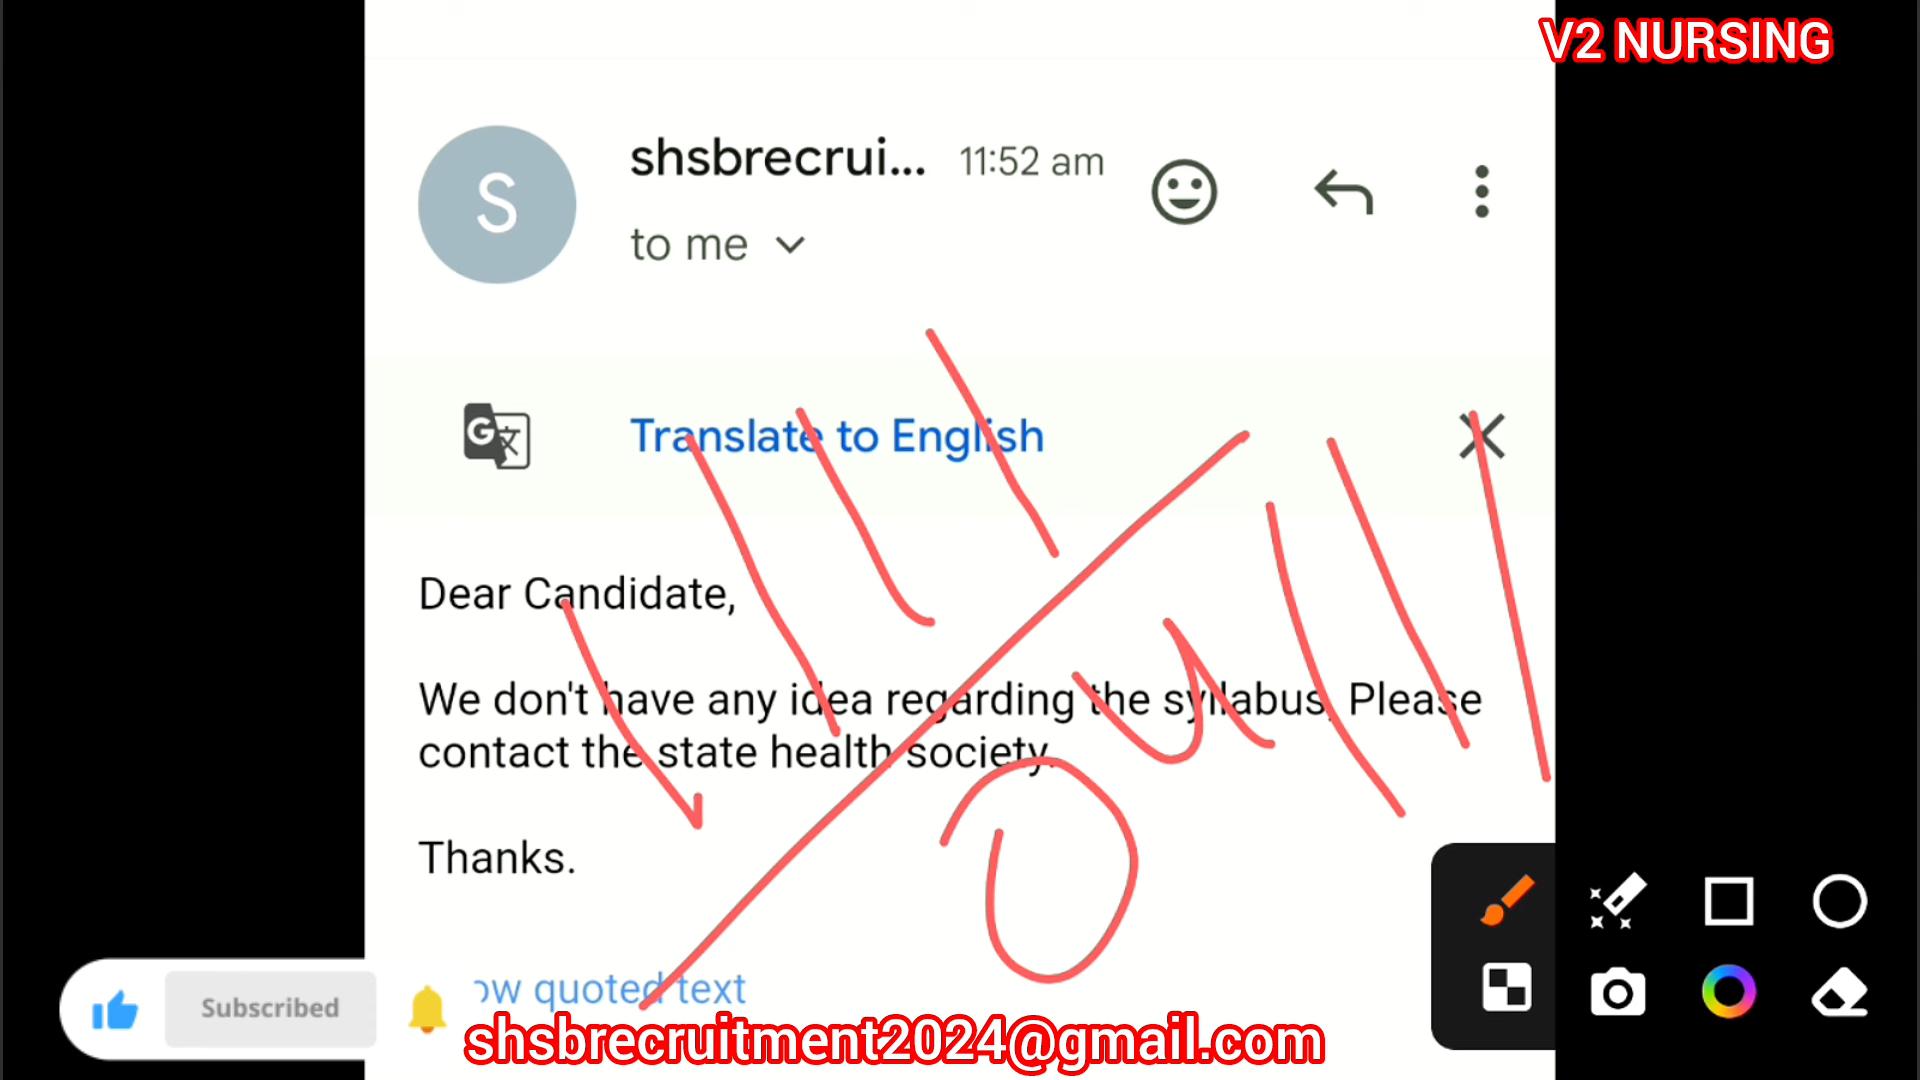 V2 NURSING
S
shsbrecrui... 11:52 am
to me
G
Translate to English
Dear Candidate,
We don't have any idea regarding the syllabus, Please
contact the state health society.
Thanks.
ow quoted text
Subscribed
shsbrecruitment2024@gmail.com